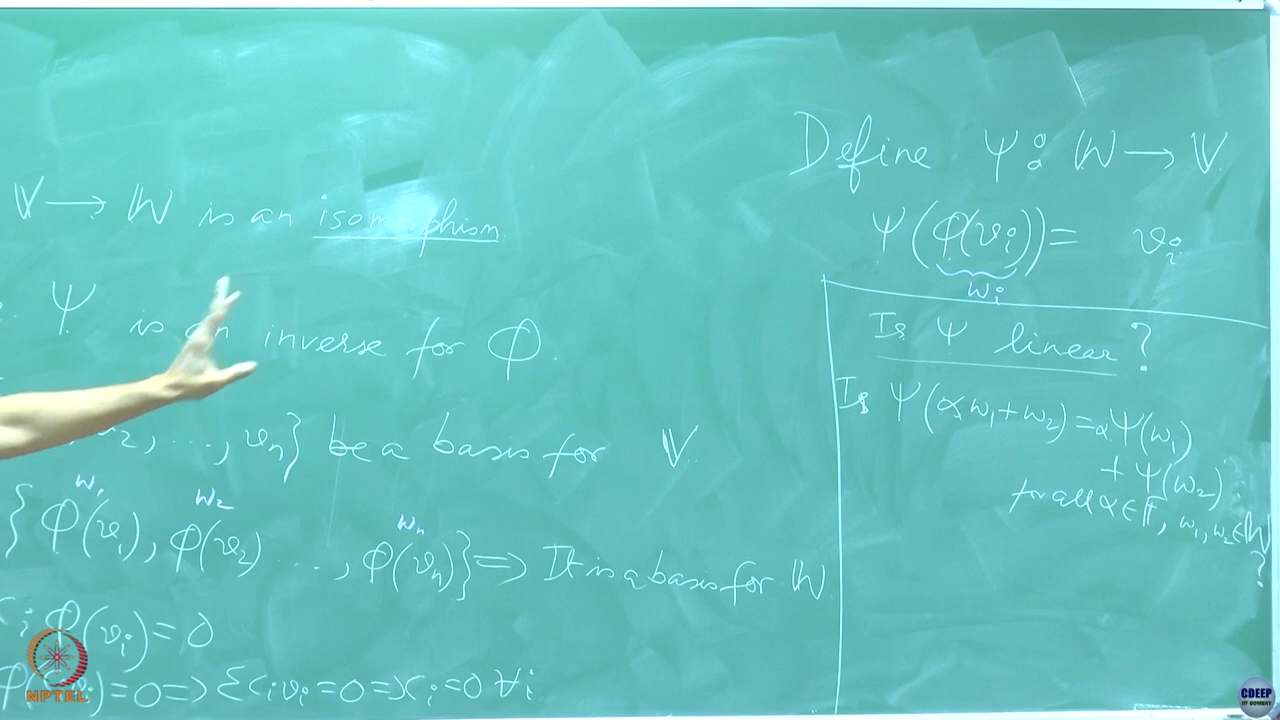 V → W is an isomorphism.
Ψ is an inverse for Φ.
, ..., vₙ} be a basis for V.
w₁ w₂ wₙ
{Φ(v₁), Φ(v₂) ..., Φ(vₙ)} => It is a basis for W.
Φ(vᵢ) = 0
) = 0 => Σcᵢvᵢ = 0 => cᵢ = 0 ∀i
Define Ψ: W → V.
Ψ(Φ(vᵢ)) = vᵢ
wᵢ
Is Ψ linear?
Is Ψ(αw₁+w₂) = αΨ(w₁)
+ Ψ(w₂)
for all α ∈ F, w₁, w₂ ∈ W
?
NPTEL
CDEEP
IIT BOMBAY